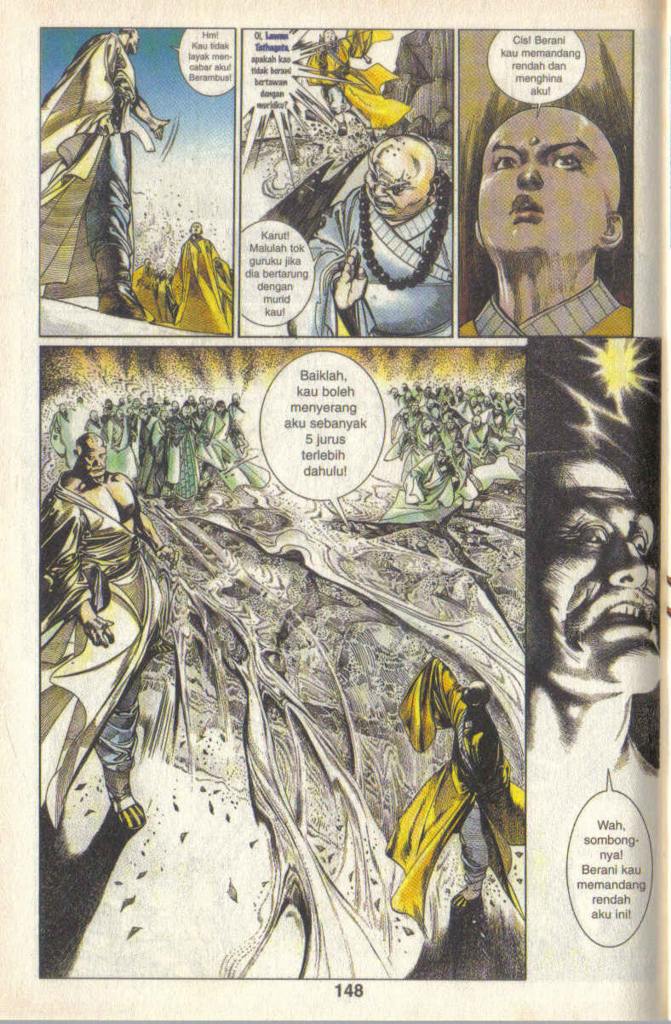 Hm!
Kau tidak
layak men-
cabar aku!
Berambus!
Oi, Lawan
Tathagata,
apakah kau
tidak berani
bertawan
dengan
muridku?
Karut!
Malulah tok
guruku jika
dia bertarung
dengan
murid
kau!
Cis! Berani
kau memandang
rendah dan
menghina
aku!
Baiklah,
kau boleh
menyerang
aku sebanyak
5 jurus
terlebih
dahulu!
Wah,
sombong-
nya!
Berani kau
memandang
rendah
aku ini!
148